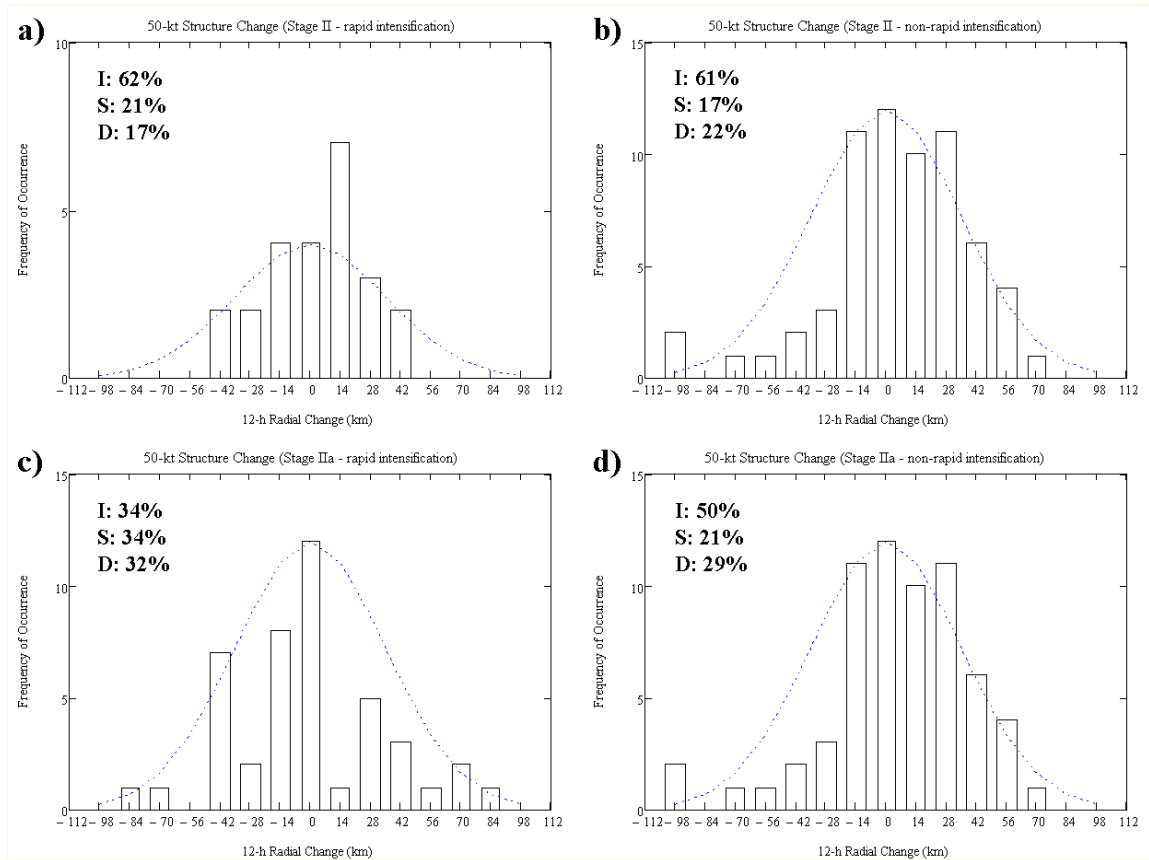 a)
50-kt Structure Change (Stage II - rapid intensification)
10
5
0
I: 62%
S: 21%
D: 17%
Frequency of Occurrence
− 112 − 98 − 84 − 70 − 56 − 42 − 28 − 14 0 14 28 42 56 70 84 98 112
12-h Radial Change (km)
b)
50-kt Structure Change (Stage II - non-rapid intensification)
15
10
5
0
I: 61%
S: 17%
D: 22%
Frequency of Occurrence
− 112 − 98 − 84 − 70 − 56 − 42 − 28 − 14 0 14 28 42 56 70 84 98 112
12-h Radial Change (km)
c)
50-kt Structure Change (Stage IIa - rapid intensification)
15
10
5
0
I: 34%
S: 34%
D: 32%
Frequency of Occurrence
− 112 − 98 − 84 − 70 − 56 − 42 − 28 − 14 0 14 28 42 56 70 84 98 112
12-h Radial Change (km)
d)
50-kt Structure Change (Stage IIa - non-rapid intensification)
15
10
5
0
I: 50%
S: 21%
D: 29%
Frequency of Occurrence
− 112 − 98 − 84 − 70 − 56 − 42 − 28 − 14 0 14 28 42 56 70 84 98 112
12-h Radial Change (km)